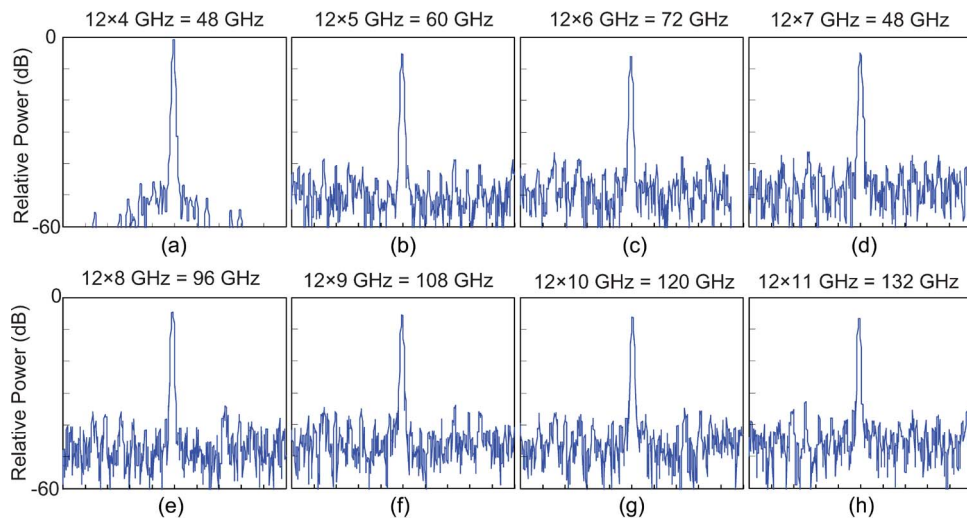 12×4 GHz = 48 GHz
12×5 GHz = 60 GHz
12×6 GHz = 72 GHz
12×7 GHz = 48 GHz
0
Relative Power (dB)
-60
(a)
(b)
(c)
(d)
12×8 GHz = 96 GHz
12×9 GHz = 108 GHz
12×10 GHz = 120 GHz
12×11 GHz = 132 GHz
0
Relative Power (dB)
-60
(e)
(f)
(g)
(h)